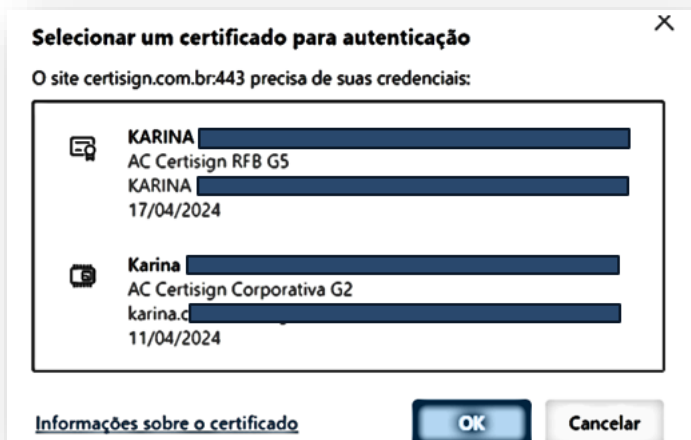 Selecionar um certificado para autenticação
O site certisign.com.br:443 precisa de suas credenciais:
KARINA
AC Certisign RFB G5
KARINA
17/04/2024
Karina
AC Certisign Corporativa G2
karina.c
11/04/2024
Informações sobre o certificado
OK
Cancelar